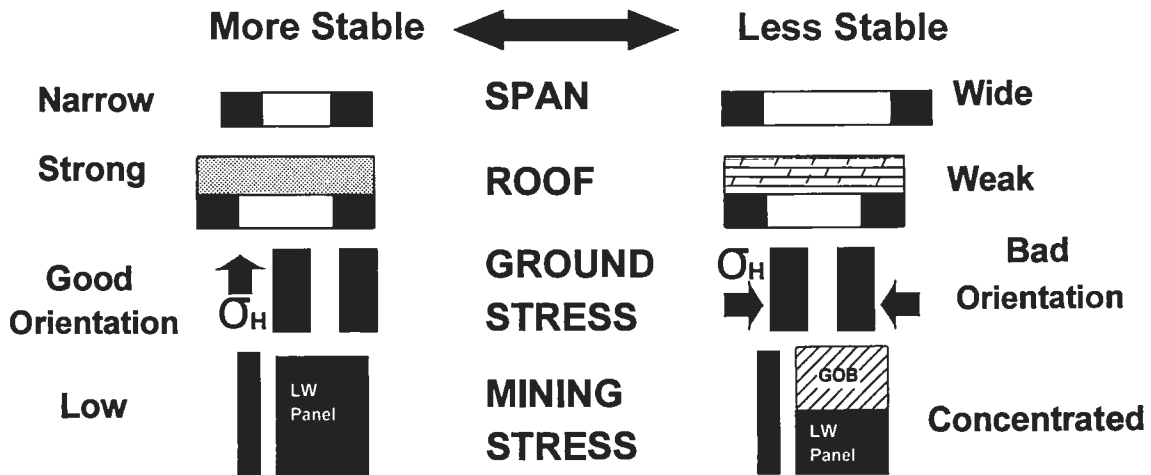 More Stable Less Stable
Narrow SPAN Wide
Strong ROOF Weak
Good Orientation σH GROUND STRESS σH Bad Orientation
Low LW Panel MINING STRESS GOB LW Panel Concentrated